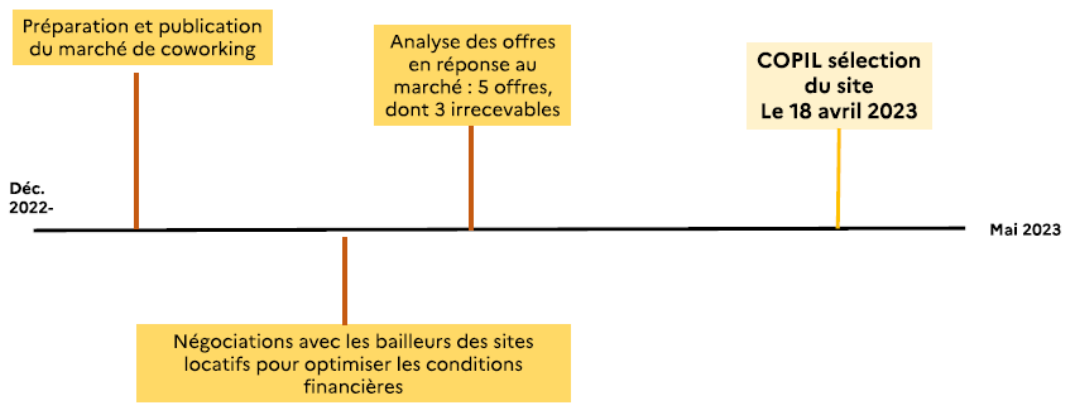 Préparation et publication
du marché de coworking
Analyse des offres
en réponse au
marché : 5 offres,
dont 3 irrecevables
COPIL sélection
du site
Le 18 avril 2023
Déc.
2022-
Mai 2023
Négociations avec les bailleurs des sites
locatifs pour optimiser les conditions
financières